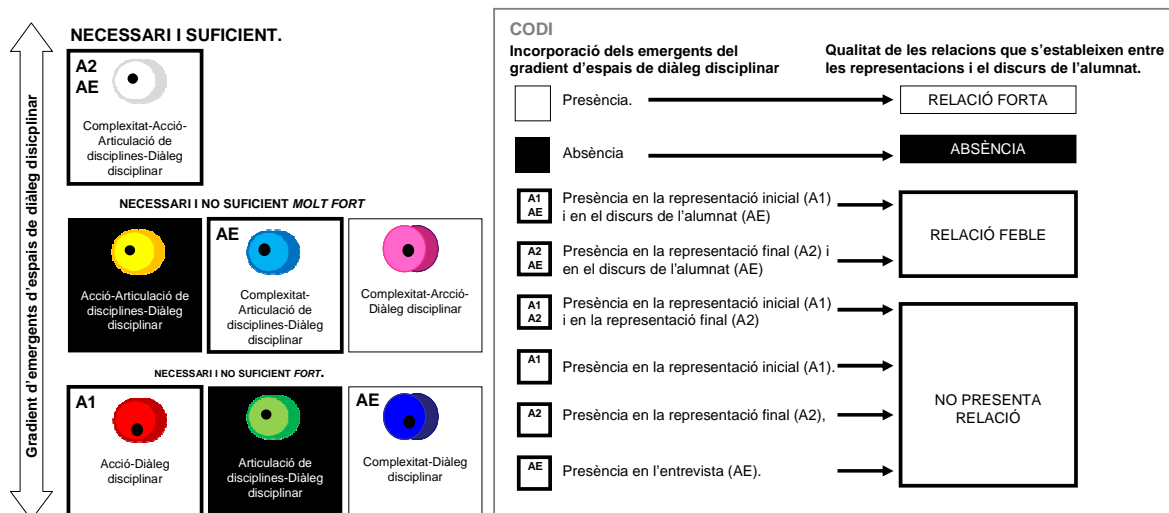 Gradient d'emergents d'espais de diàleg disicplinar
NECESSARI I SUFICIENT.
A2
AE
Complexitat-Acció-
Articulació de
disciplines-Diàleg
disciplinar
NECESSARI I NO SUFICIENT MOLT FORT
Acció-Articulació de
disciplines-Diàleg
disciplinar
AE
Complexitat-
Articulació de
disciplines-Diàleg
disciplinar
Complexitat-Arcció-
Diàleg disciplinar
NECESSARI I NO SUFICIENT FORT.
A1
Acció-Diàleg
disciplinar
Articulació de
disciplines-Diàleg
disciplinar
AE
Complexitat-Diàleg
disciplinar
CODI
Incorporació dels emergents del
gradient d'espais de diàleg disciplinar
Qualitat de les relacions que s'estableixen entre
les representacions i el discurs de l'alumnat.
Presència.
RELACIÓ FORTA
Absència
ABSÈNCIA
A1
AE
Presència en la representació inicial (A1)
i en el discurs de l'alumnat (AE)
A2
AE
Presència en la representació final (A2) i
en el discurs de l'alumnat (AE)
RELACIÓ FEBLE
A1
A2
Presència en la representació inicial (A1)
i en la representació final (A2)
A1
Presència en la representació inicial (A1).
A2
Presència en la representació final (A2),
AE
Presència en l'entrevista (AE).
NO PRESENTA
RELACIÓ